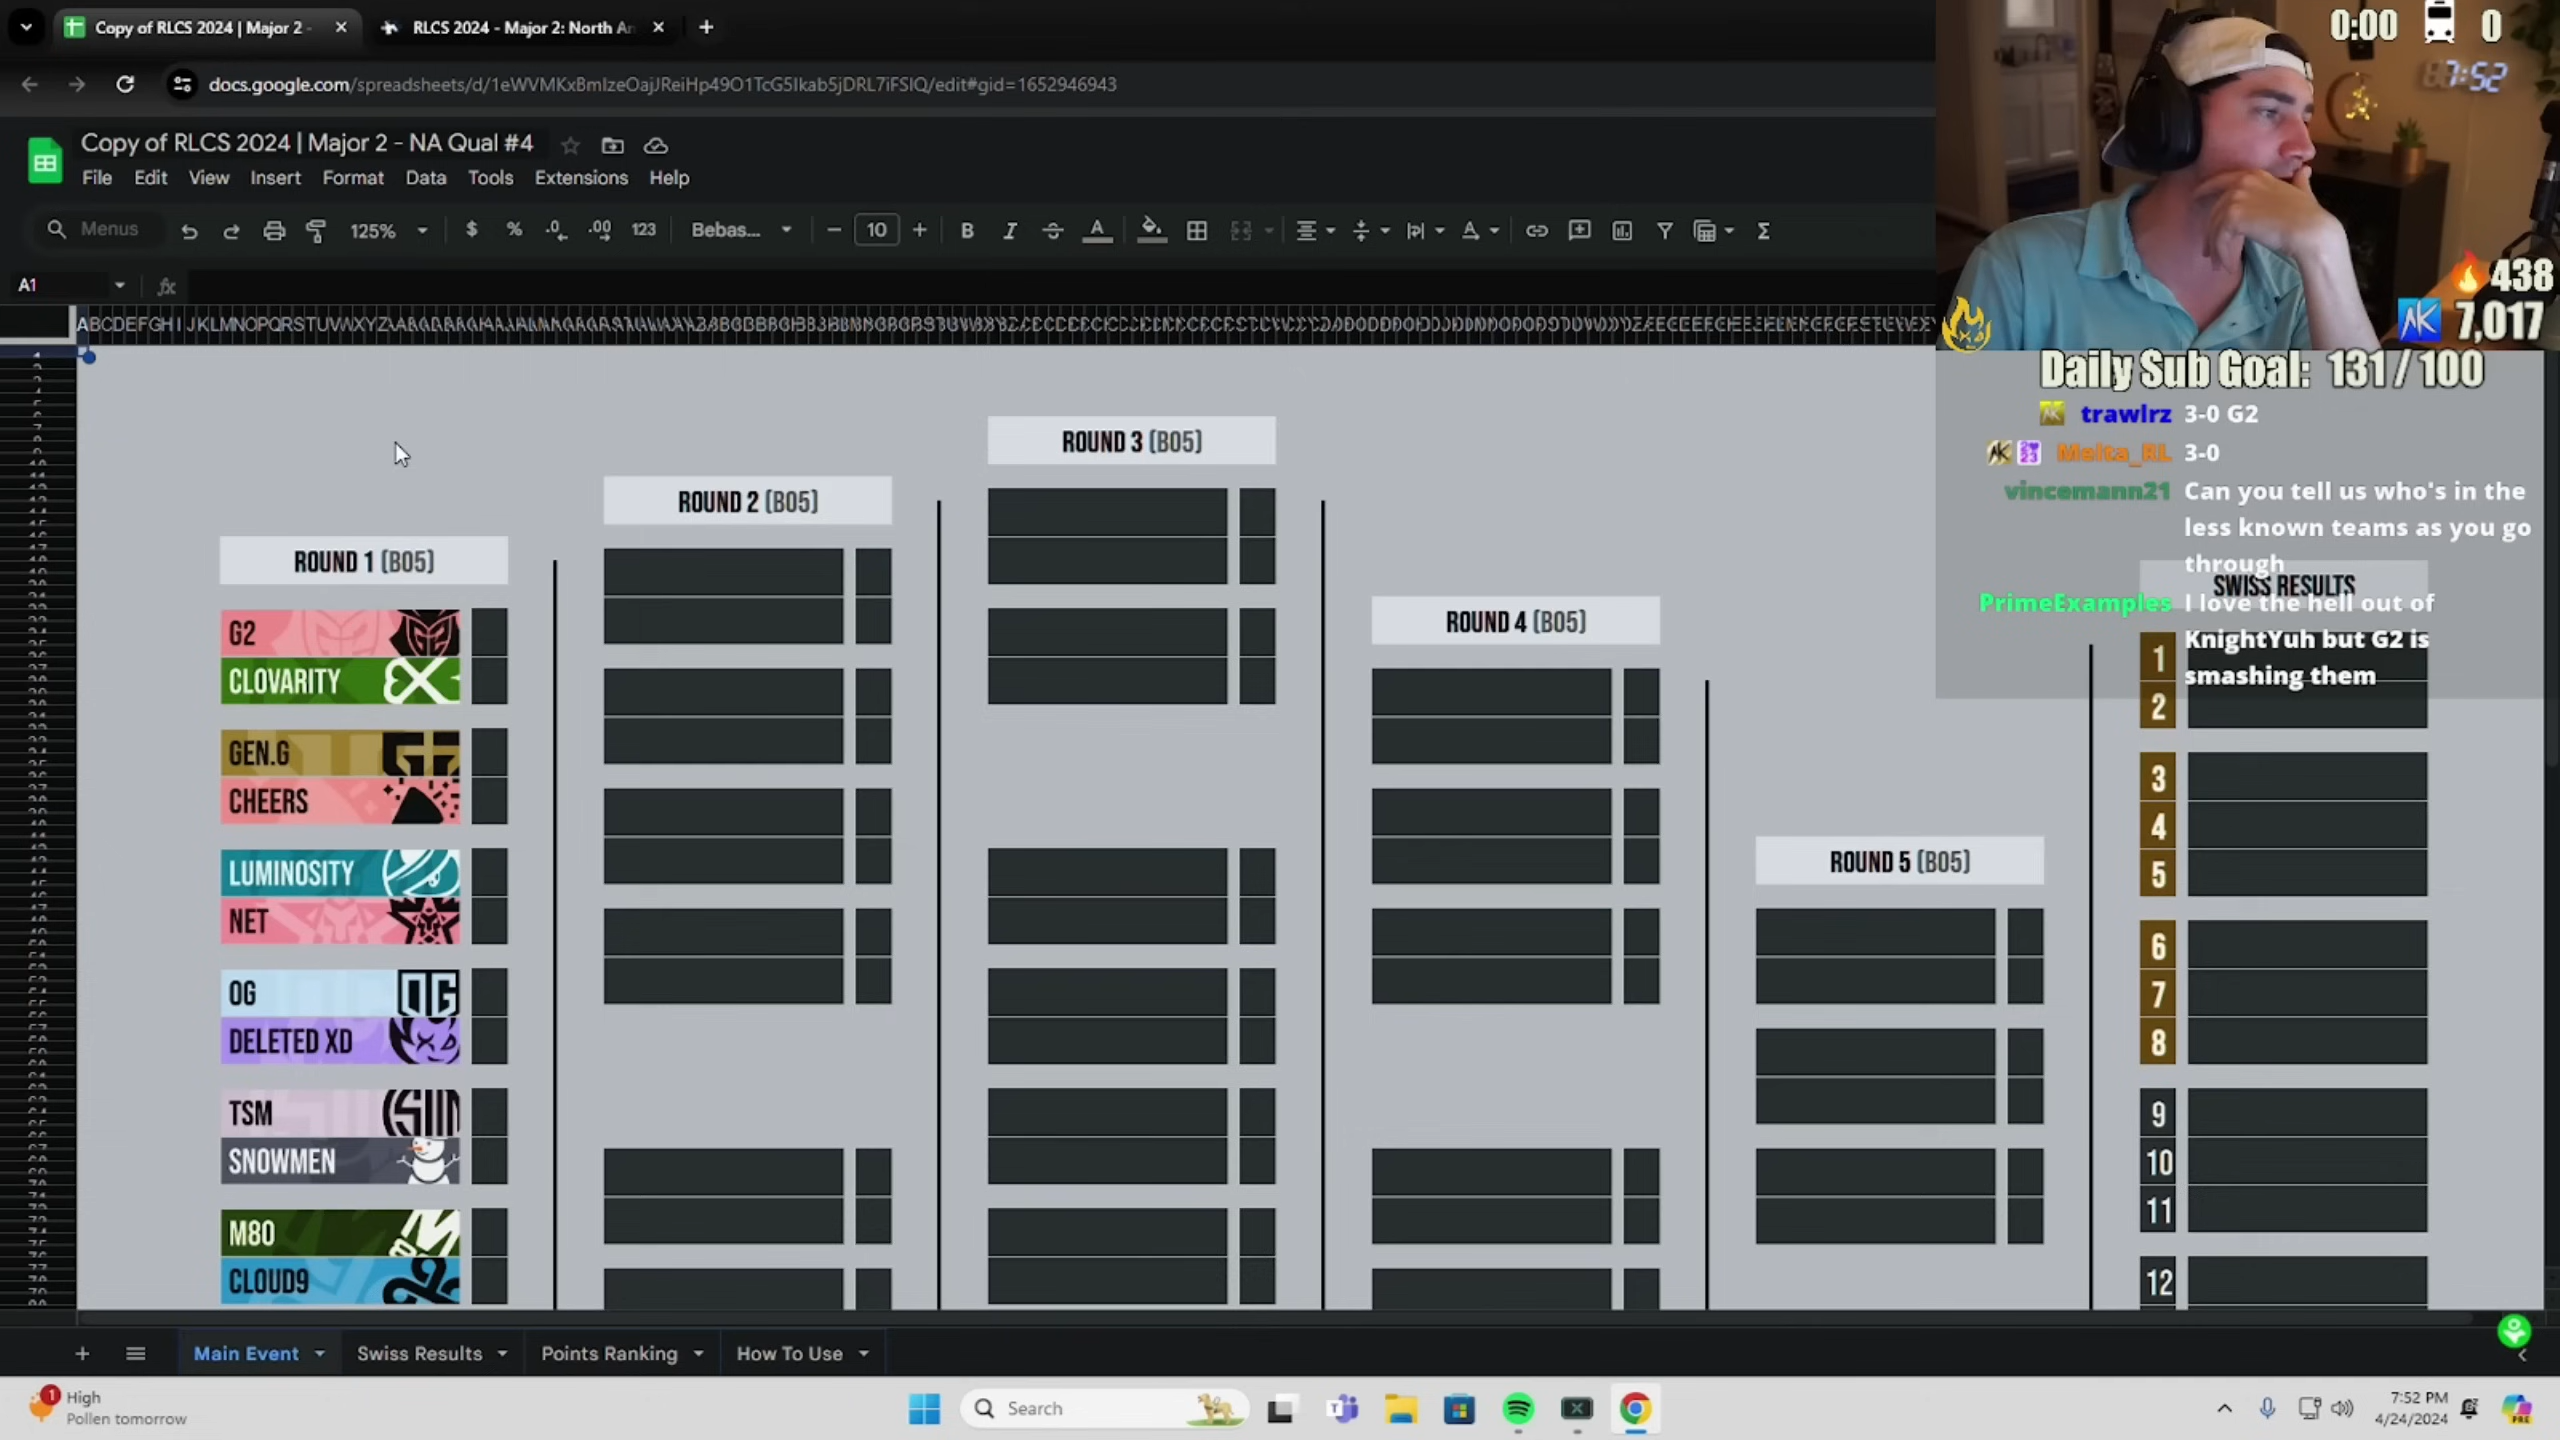 Copy of RLCS 2024 | Major 2 -
RLCS 2024 - Major 2: North Am
docs.google.com/spreadsheets/d/1eWVMKxBmIzeOajJReiHp49O1TcG5Ikab5jDRL7iFSIQ/edit#gid=1652946943
Copy of RLCS 2024 | Major 2 - NA Qual #4
File Edit View Insert Format Data Tools Extensions Help
Menus 125% $ % .0 .00 123 Bebas... 10
A1
0:00 0
7:52
438
7,017
Daily Sub Goal: 131 / 100
trawlrz 3-0 G2
Melta_RL 3-0
vincemann21 Can you tell us who's in the
less known teams as you go
through
PrimeExamples I love the hell out of
KnightYuh but G2 is
smashing them
ROUND 1 (BO5)
G2
CLOVARITY
GEN.G
CHEERS
LUMINOSITY
NET
OG
DELETED XD
TSM
SNOWMEN
M80
CLOUD9
ROUND 2 (BO5)
ROUND 3 (BO5)
ROUND 4 (BO5)
ROUND 5 (BO5)
SWISS RESULTS
1
2
3
4
5
6
7
8
9
10
11
12
Main Event Swiss Results Points Ranking How To Use
1 High
Pollen tomorrow
Search
7:52 PM
4/24/2024